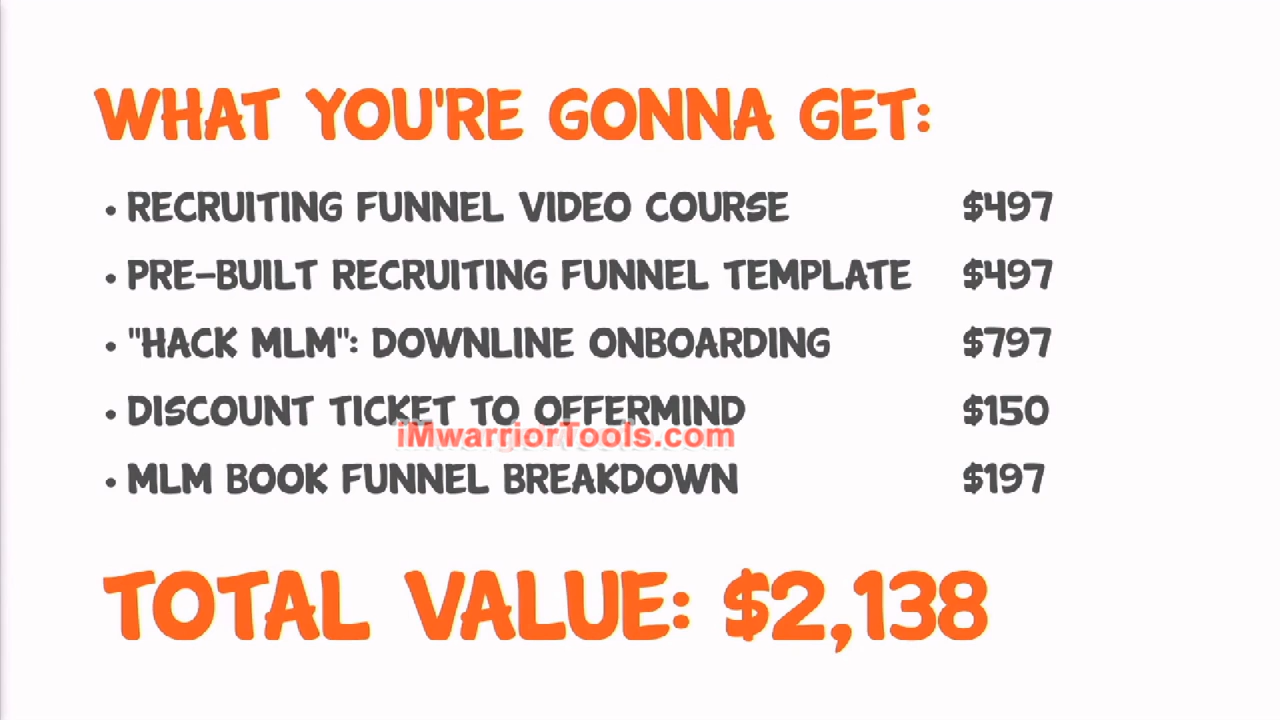 WHAT YOU'RE GONNA GET:
• RECRUITING FUNNEL VIDEO COURSE $497
• PRE-BUILT RECRUITING FUNNEL TEMPLATE $497
• "HACK MLM": DOWNLINE ONBOARDING $797
• DISCOUNT TICKET TO OFFERMIND $150
iMwarriorTools.com
• MLM BOOK FUNNEL BREAKDOWN $197
TOTAL VALUE: $2,138